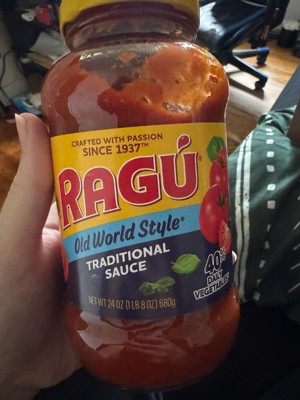 CRAFTED WITH PASSION
SINCE 1937™
RAGÚ®
Old World Style®
TRADITIONAL
SAUCE
40%
DAILY
VEGETABLES
NET WT 24 OZ (1 LB 8 OZ) 680g